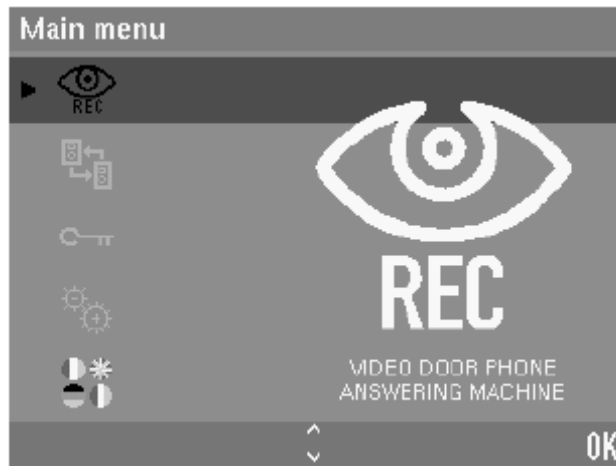 Main menu
REC
REC
VIDEO DOOR PHONE
ANSWERING MACHINE
OK